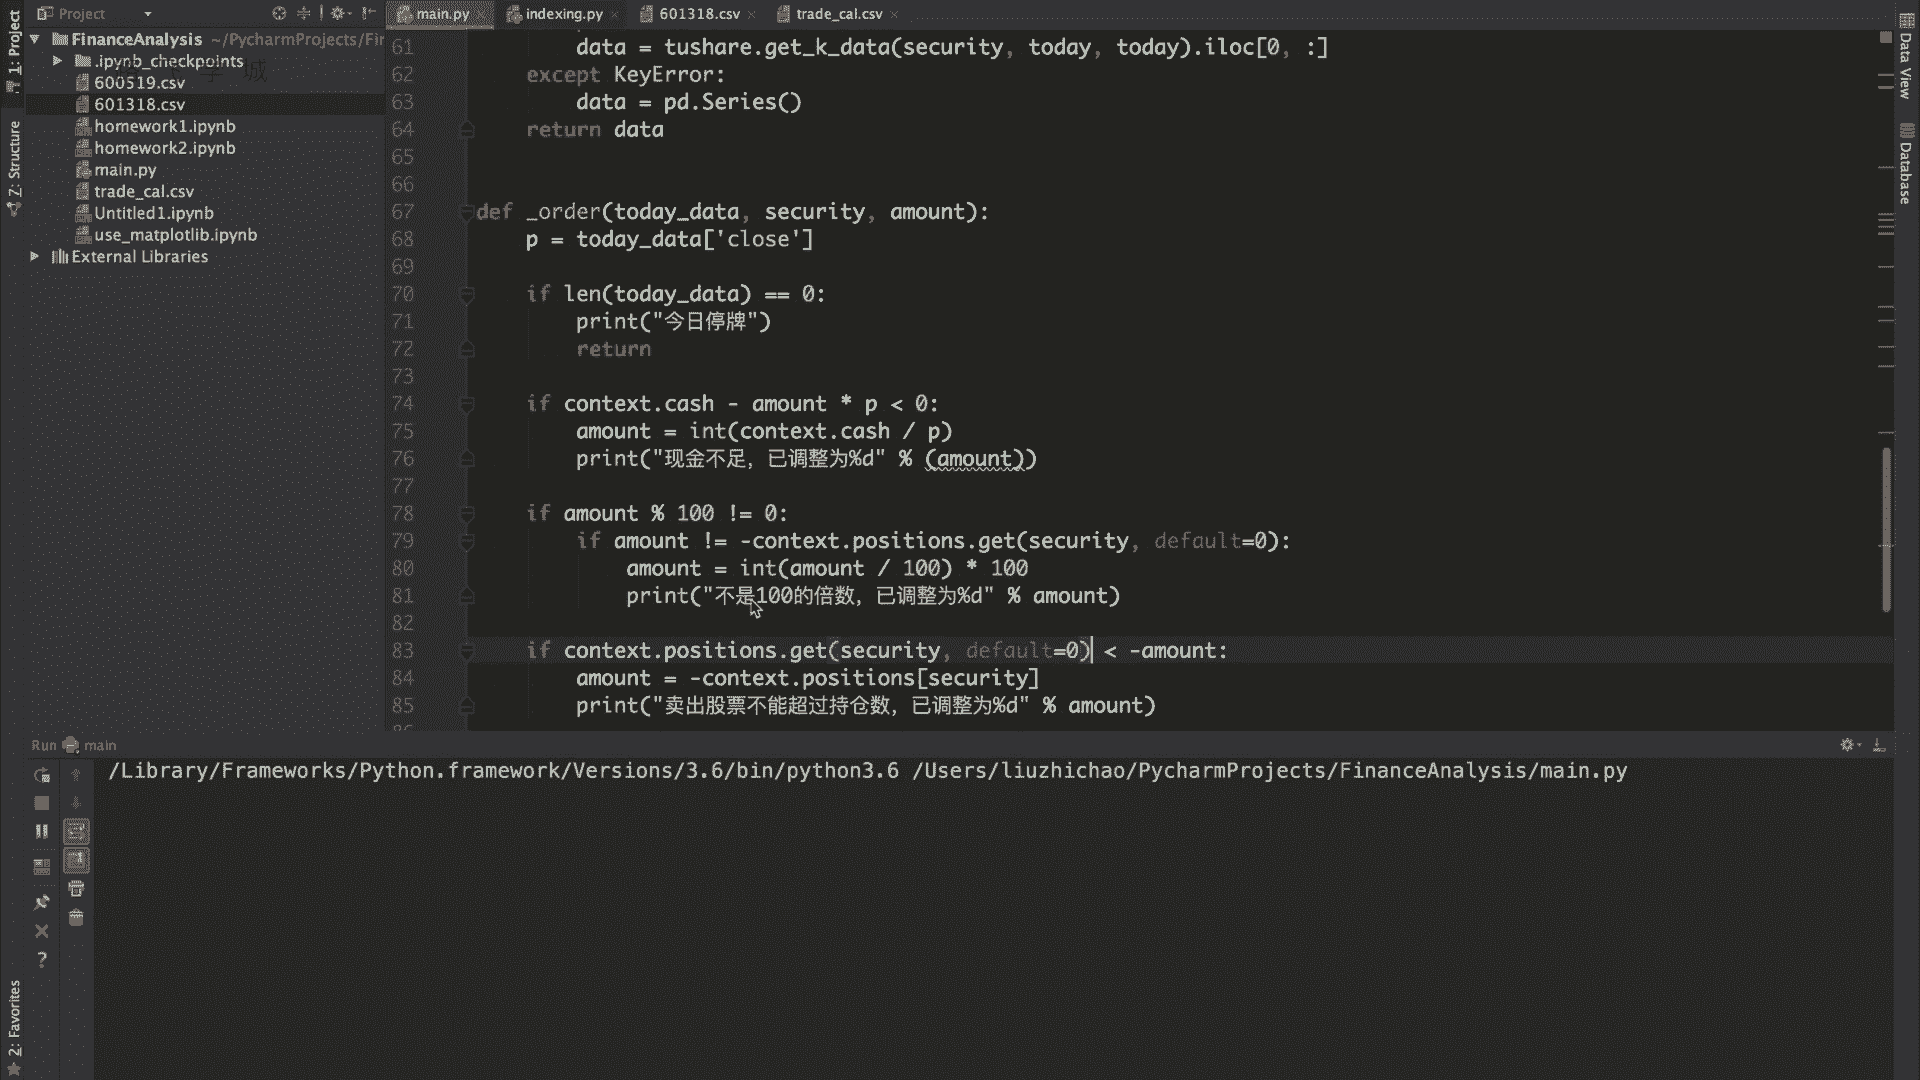 Project
main.py
indexing.py
601318.csv
trade_cal.csv
1: Project
Z: Structure
2: Favorites
Data View
Database
FinanceAnalysis ~/PycharmProjects/Fir
.ipynb_checkpoints
600519.csv
601318.csv
homework1.ipynb
homework2.ipynb
main.py
trade_cal.csv
Untitled1.ipynb
use_matplotlib.ipynb
External Libraries
61 data = tushare.get_k_data(security, today, today).iloc[0, :]
62 except KeyError:
63 data = pd.Series()
64 return data
65
66
67 def _order(today_data, security, amount):
68 p = today_data['close']
69
70 if len(today_data) == 0:
71 print("今日停牌")
72 return
73
74 if context.cash - amount * p < 0:
75 amount = int(context.cash / p)
76 print("现金不足，已调整为%d" % (amount))
77
78 if amount % 100 != 0:
79 if amount != -context.positions.get(security, default=0):
80 amount = int(amount / 100) * 100
81 print("不是100的倍数，已调整为%d" % amount)
82
83 if context.positions.get(security, default=0) < -amount:
84 amount = -context.positions[security]
85 print("卖出股票不能超过持仓数，已调整为%d" % amount)
Run main
/Library/Frameworks/Python.framework/Versions/3.6/bin/python3.6 /Users/liuzhichao/PycharmProjects/FinanceAnalysis/main.py